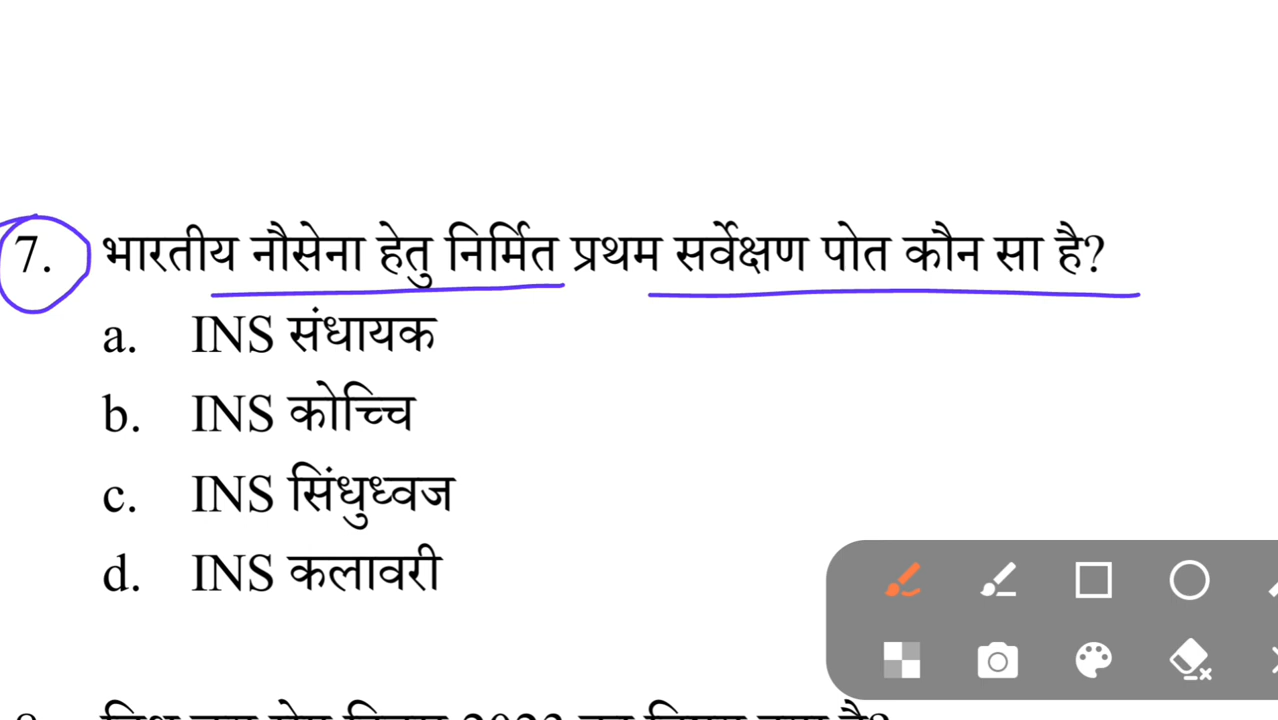 7. भारतीय नौसेना हेतु निर्मित प्रथम सर्वेक्षण पोत कौन सा है?
a. INS संधायक
b. INS कोच्चि
c. INS सिंधुध्वज
d. INS कलावरी